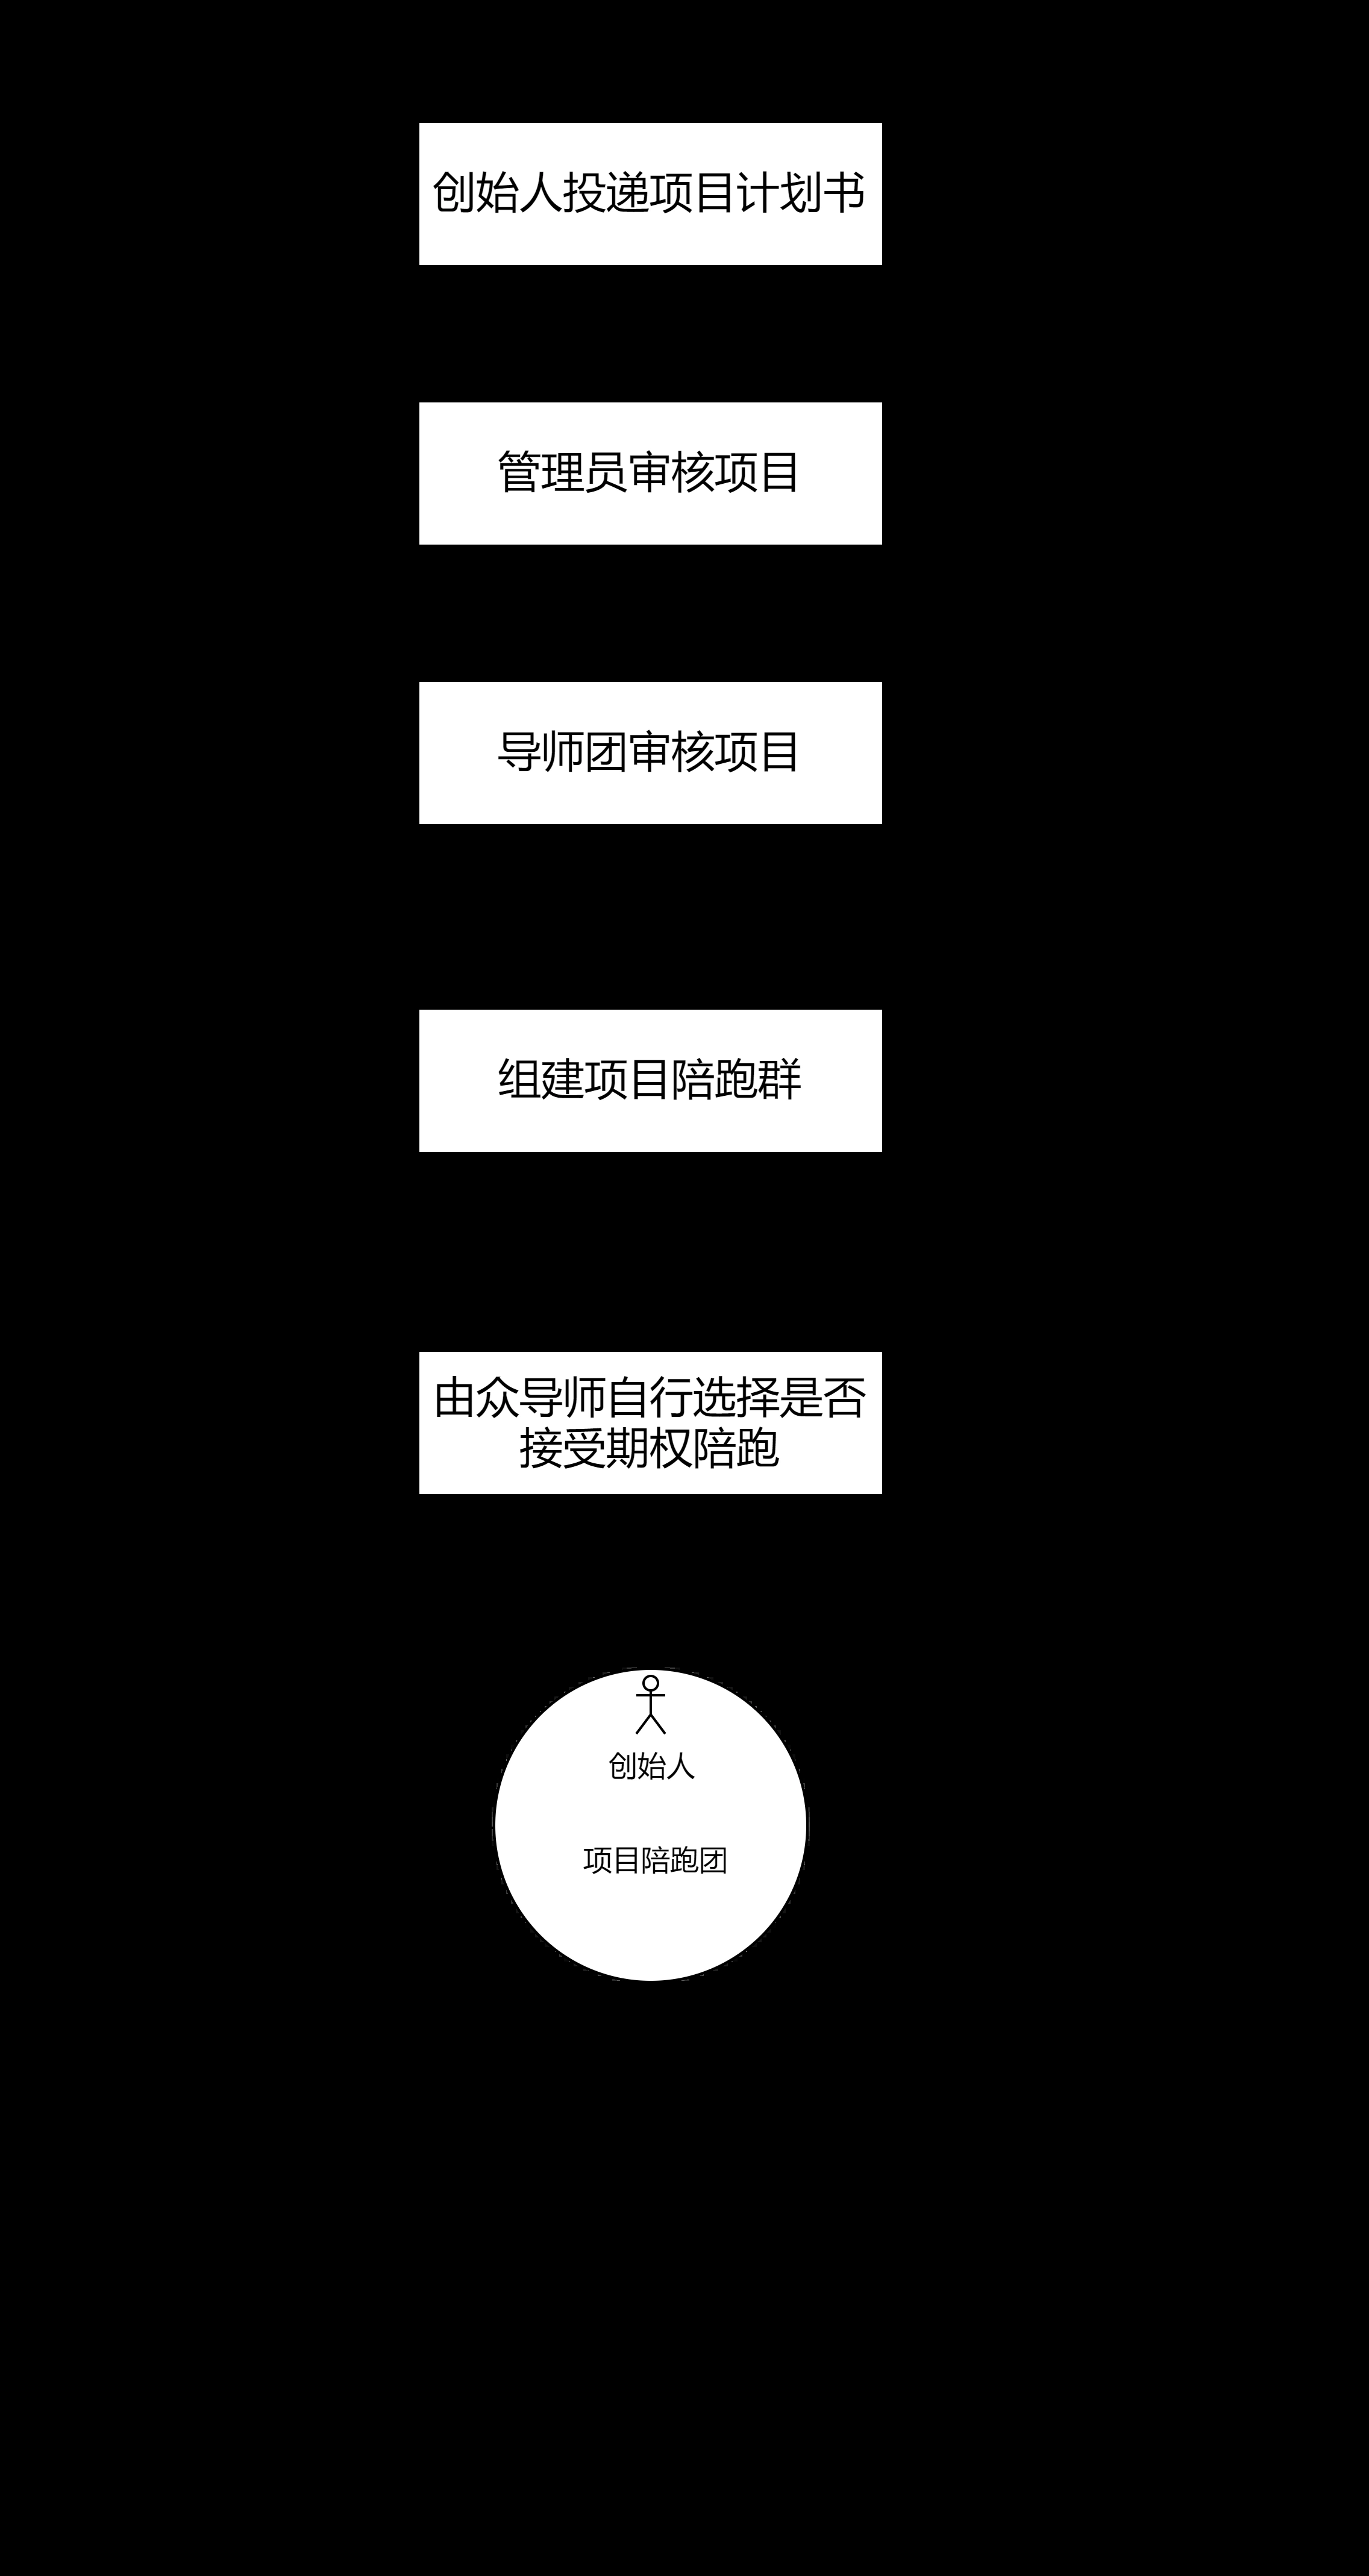 创始人投递项目计划书
管理员审核项目
导师团审核项目
组建项目陪跑群
由众导师自行选择是否
接受期权陪跑
创始人
项目陪跑团